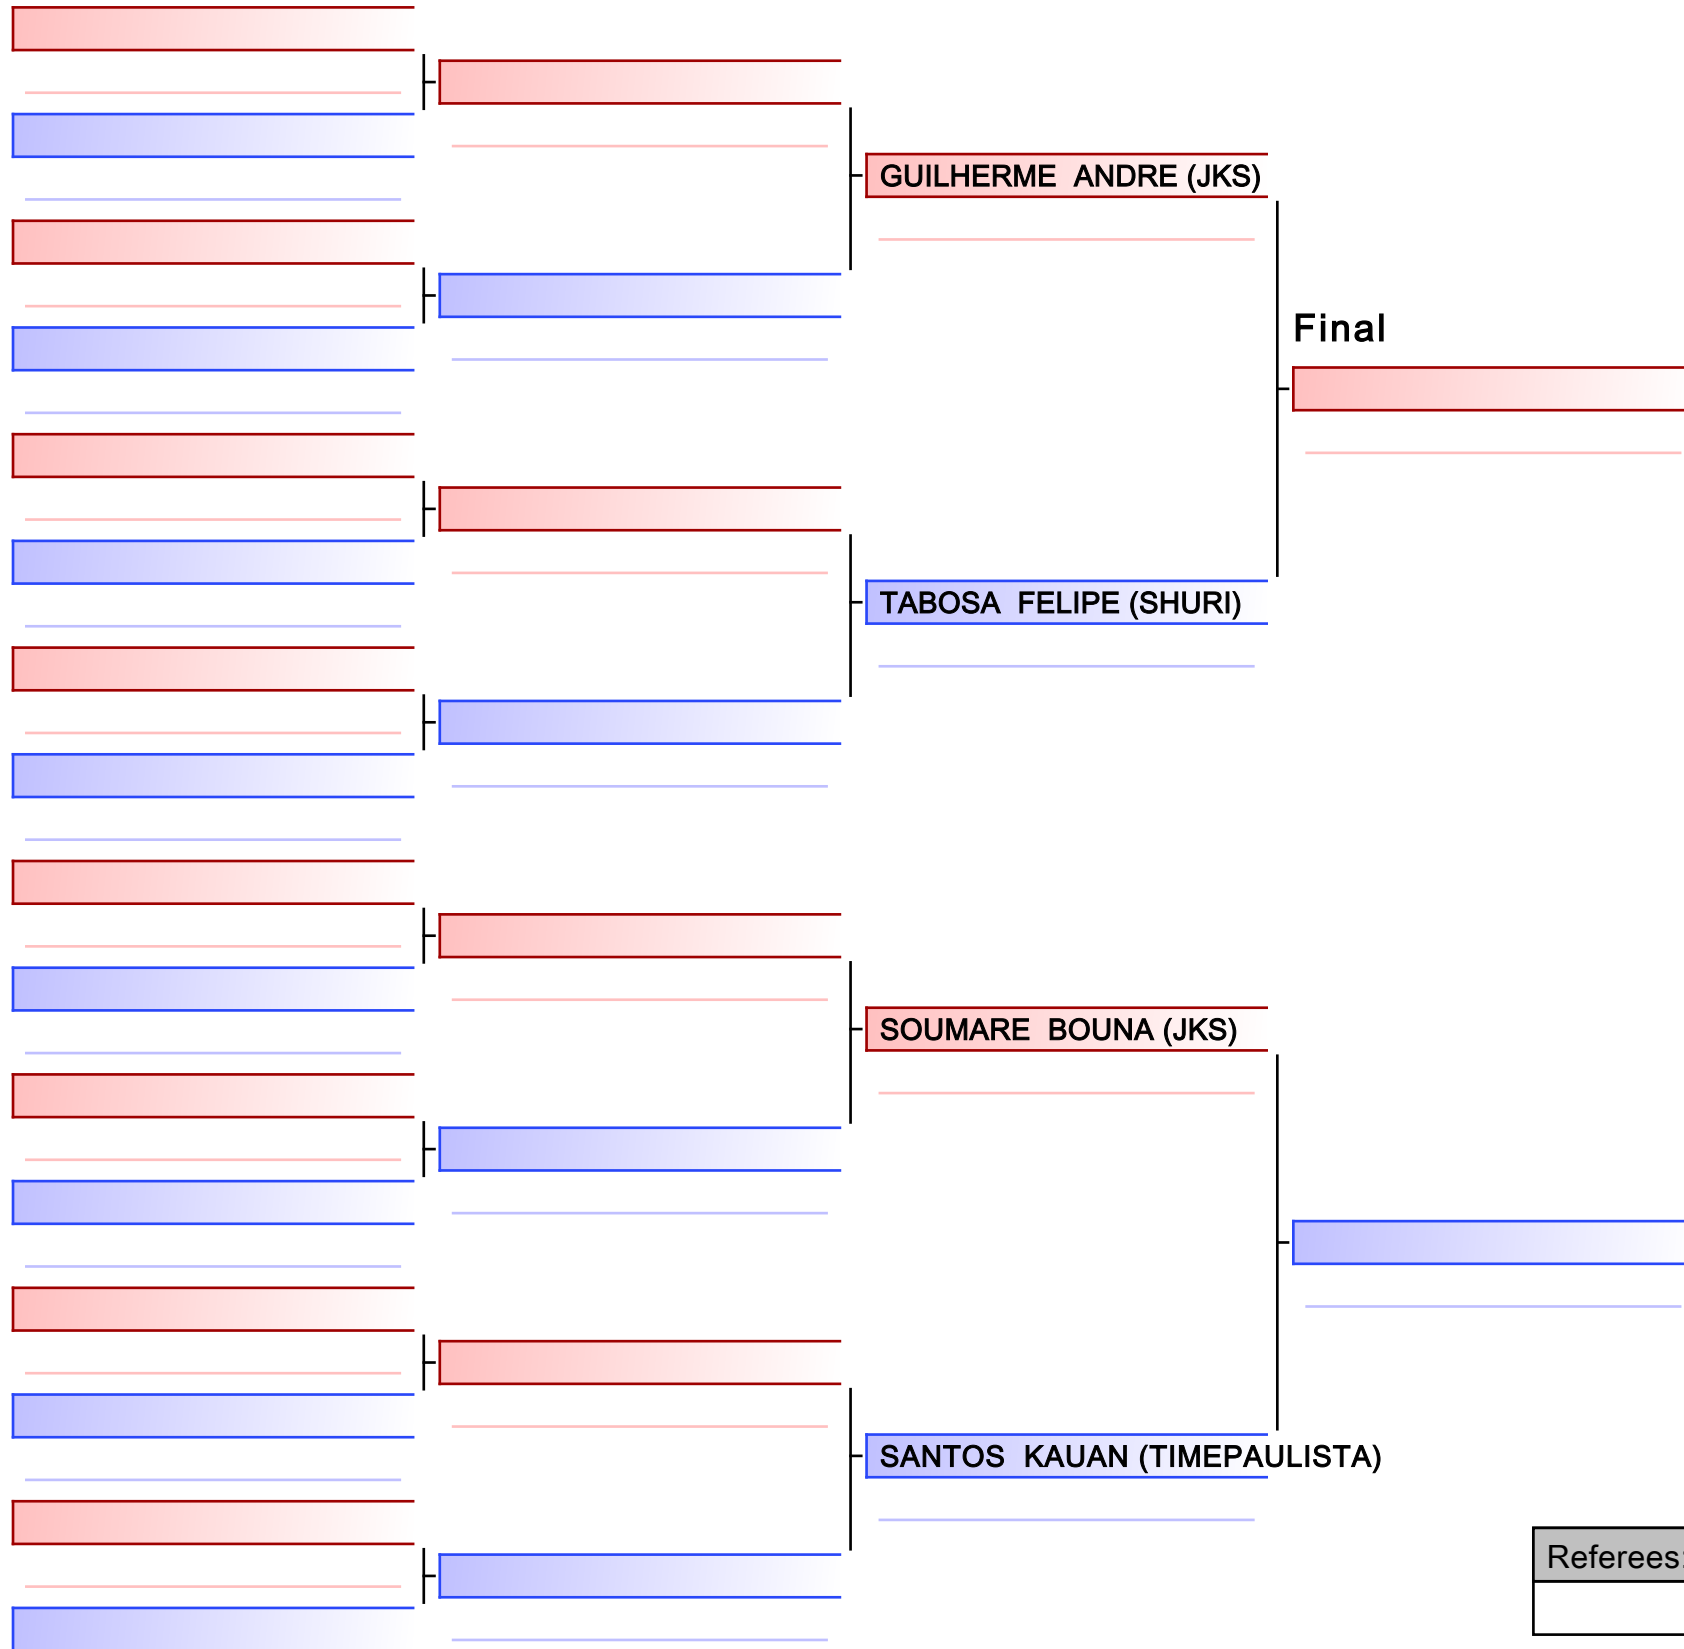 GUILHERME  ANDRE (JKS)
Final
TABOSA  FELIPE (SHURI)
SOUMARE  BOUNA (JKS)
SANTOS  KAUAN (TIMEPAULISTA)
Referees: